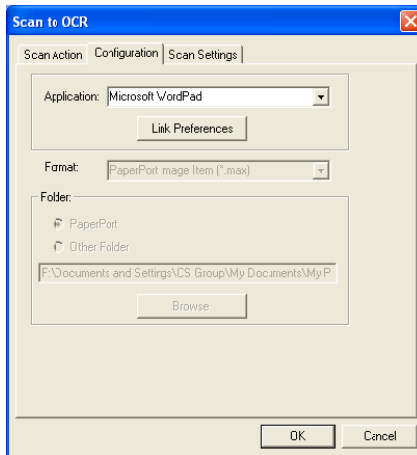 Scan to OCR
Scan Action Configuration Scan Settings
Application: Microsoft WordPad
Link Preferences
Format: PaperPort mage Item (*.max)
Folder:
PaperPort
Other Folder
F:\Documents and Settings\CS Group\My Documents\My P
Browse
OK Cancel